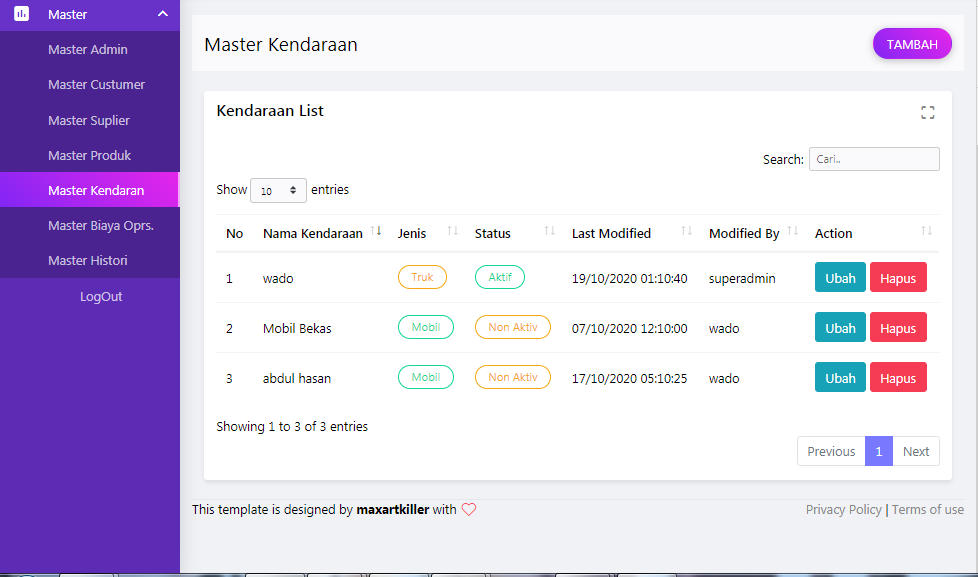 Master
Master Admin
Master Custumer
Master Suplier
Master Produk
Master Kendaran
Master Biaya Oprs.
Master Histori
LogOut
Master Kendaraan
TAMBAH
Kendaraan List
Search: Cari..
Show 10 entries
No Nama Kendaraan Jenis Status Last Modified Modified By Action
1 wado Truk Aktif 19/10/2020 01:10:40 superadmin Ubah Hapus
2 Mobil Bekas Mobil Non Aktiv 07/10/2020 12:10:00 wado Ubah Hapus
3 abdul hasan Mobil Non Aktiv 17/10/2020 05:10:25 wado Ubah Hapus
Showing 1 to 3 of 3 entries
Previous 1 Next
This template is designed by maxartkiller with
Privacy Policy | Terms of use